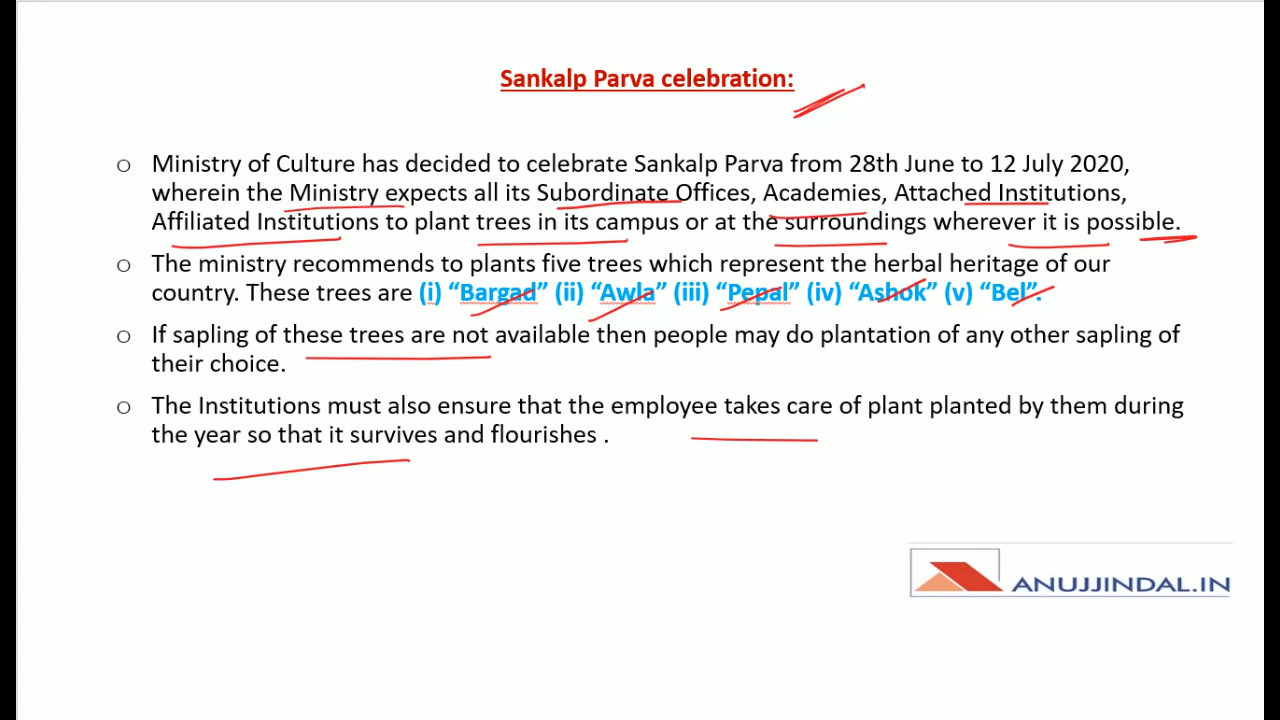 Sankalp Parva celebration:
o Ministry of Culture has decided to celebrate Sankalp Parva from 28th June to 12 July 2020,
wherein the Ministry expects all its Subordinate Offices, Academies, Attached Institutions,
Affiliated Institutions to plant trees in its campus or at the surroundings wherever it is possible.
o The ministry recommends to plants five trees which represent the herbal heritage of our
country. These trees are (i) “Bargad” (ii) “Awla” (iii) “Pepal” (iv) “Ashok” (v) “Bel”.
o If sapling of these trees are not available then people may do plantation of any other sapling of
their choice.
o The Institutions must also ensure that the employee takes care of plant planted by them during
the year so that it survives and flourishes .
ANUJJINDAL.IN